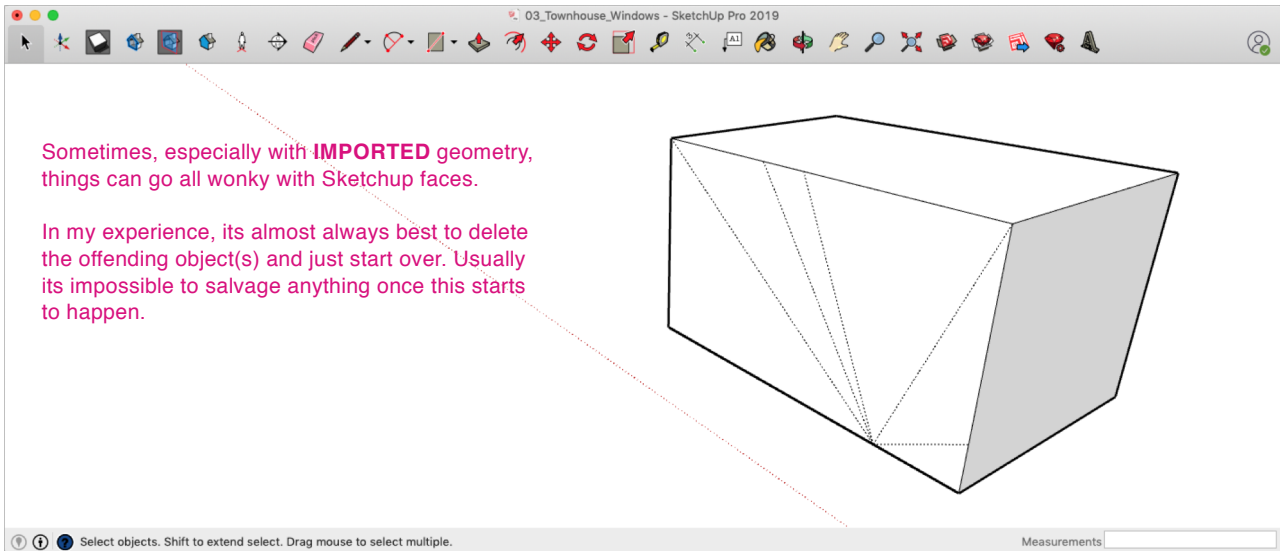 03_Townhouse_Windows - SketchUp Pro 2019
A1
Sometimes, especially with IMPORTED geometry,
things can go all wonky with Sketchup faces.
In my experience, its almost always best to delete
the offending object(s) and just start over. Usually
its impossible to salvage anything once this starts
to happen.
Select objects. Shift to extend select. Drag mouse to select multiple.
Measurements